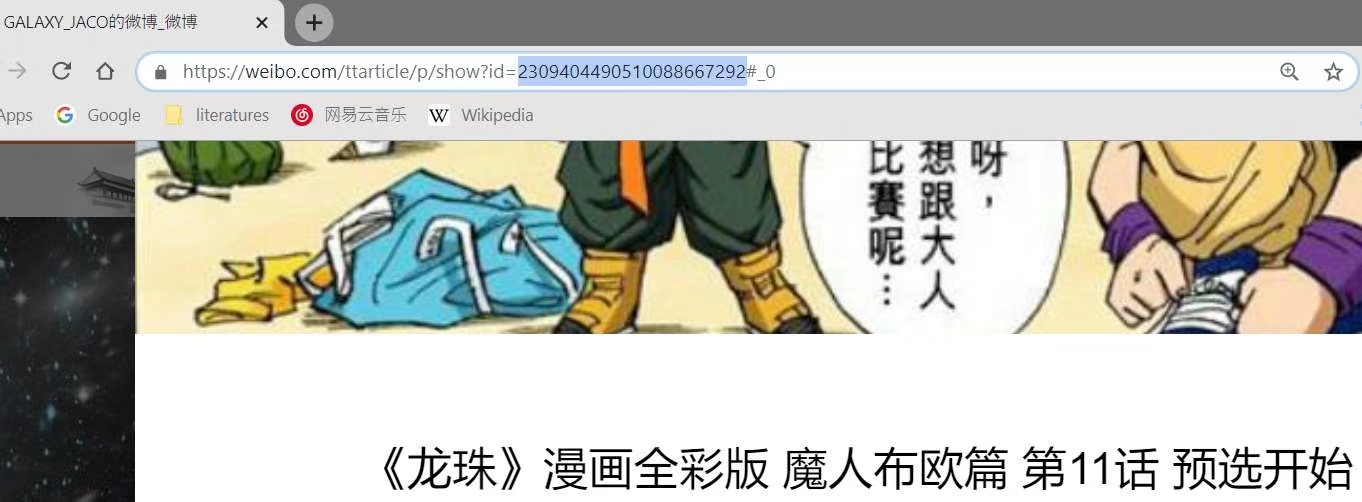 GALAXY_JACO的微博_微博
https://weibo.com/ttarticle/p/show?id=2309404490510088667292#_0
Apps Google literatures 网易云音乐 W Wikipedia
呀，
想跟大人
比賽呢…
《龙珠》漫画全彩版 魔人布欧篇 第11话 预选开始